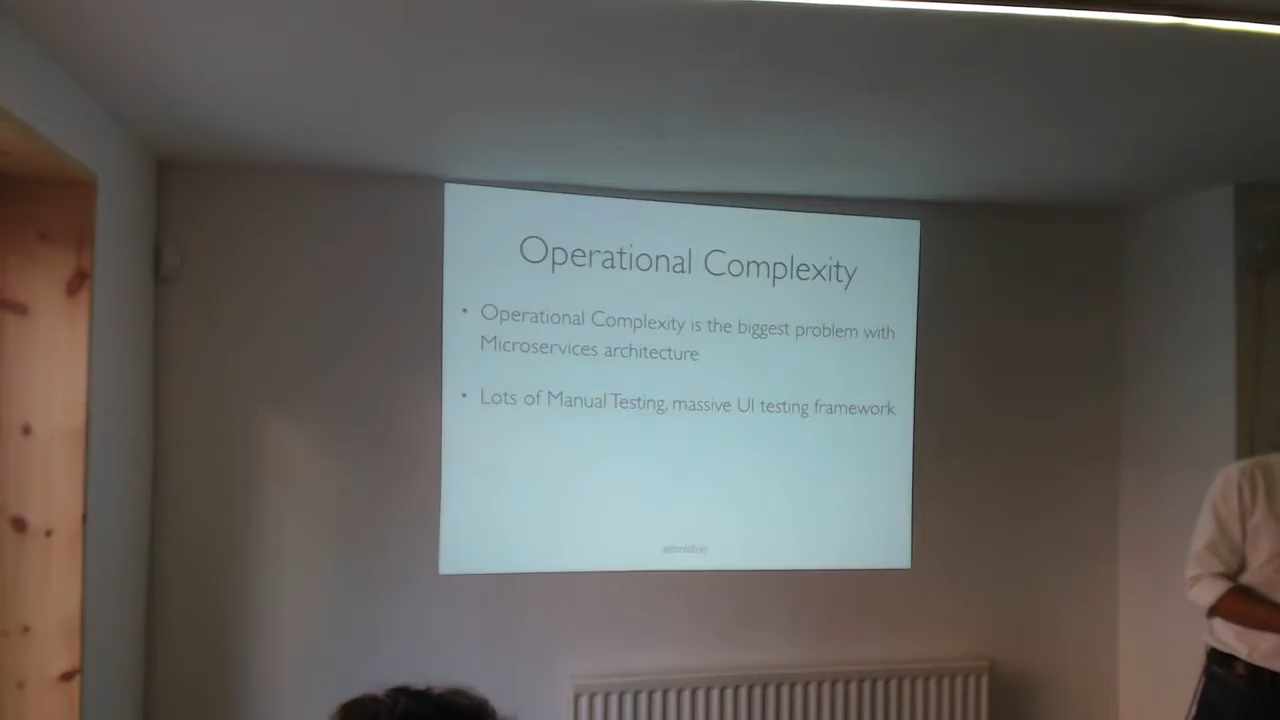 Operational Complexity
• Operational Complexity is the biggest problem with
Microservices architecture
• Lots of Manual Testing, massive UI testing framework